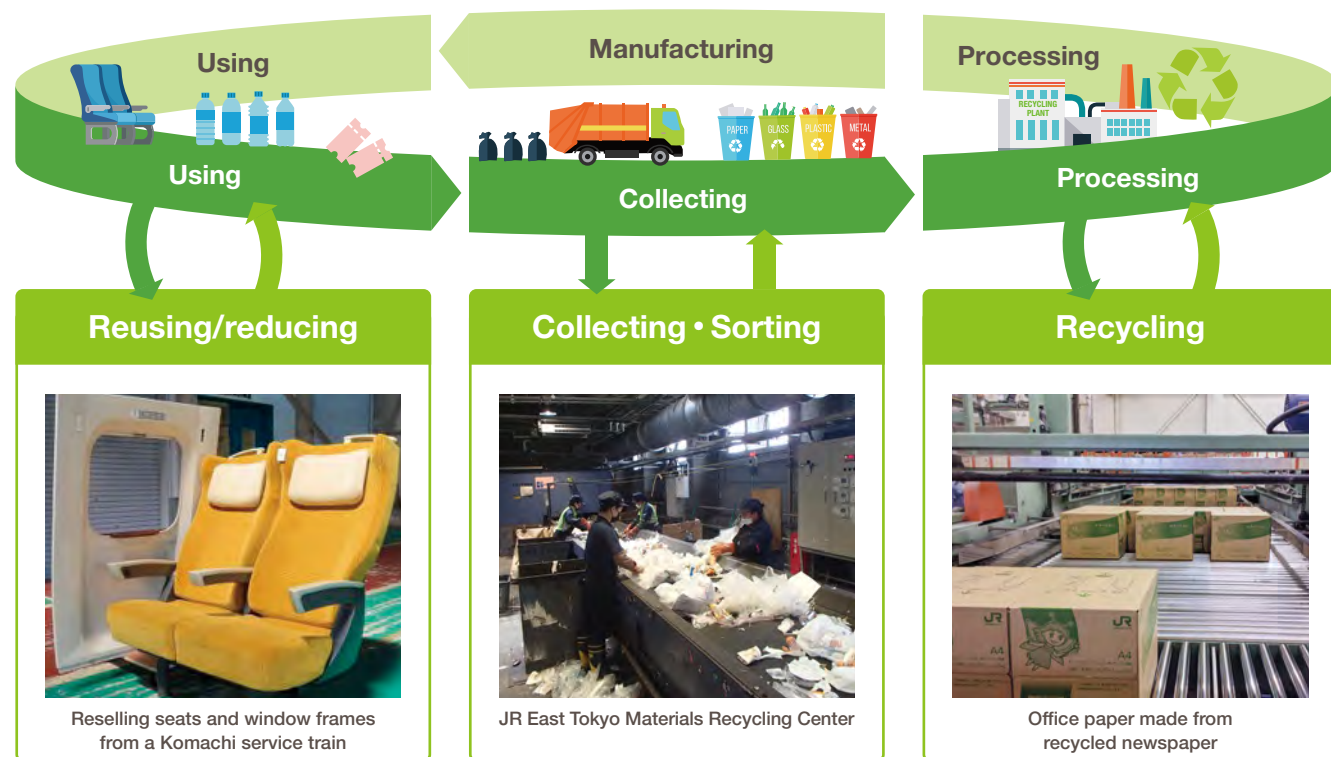 Using
Manufacturing
Processing
RECYCLING
PLANT
PAPER
GLASS
PLASTIC
METAL
Using
Collecting
Processing
Reusing/reducing
Collecting • Sorting
Recycling
JR
JR
A4
A4
Reselling seats and window frames
from a Komachi service train
JR East Tokyo Materials Recycling Center
Office paper made from
recycled newspaper